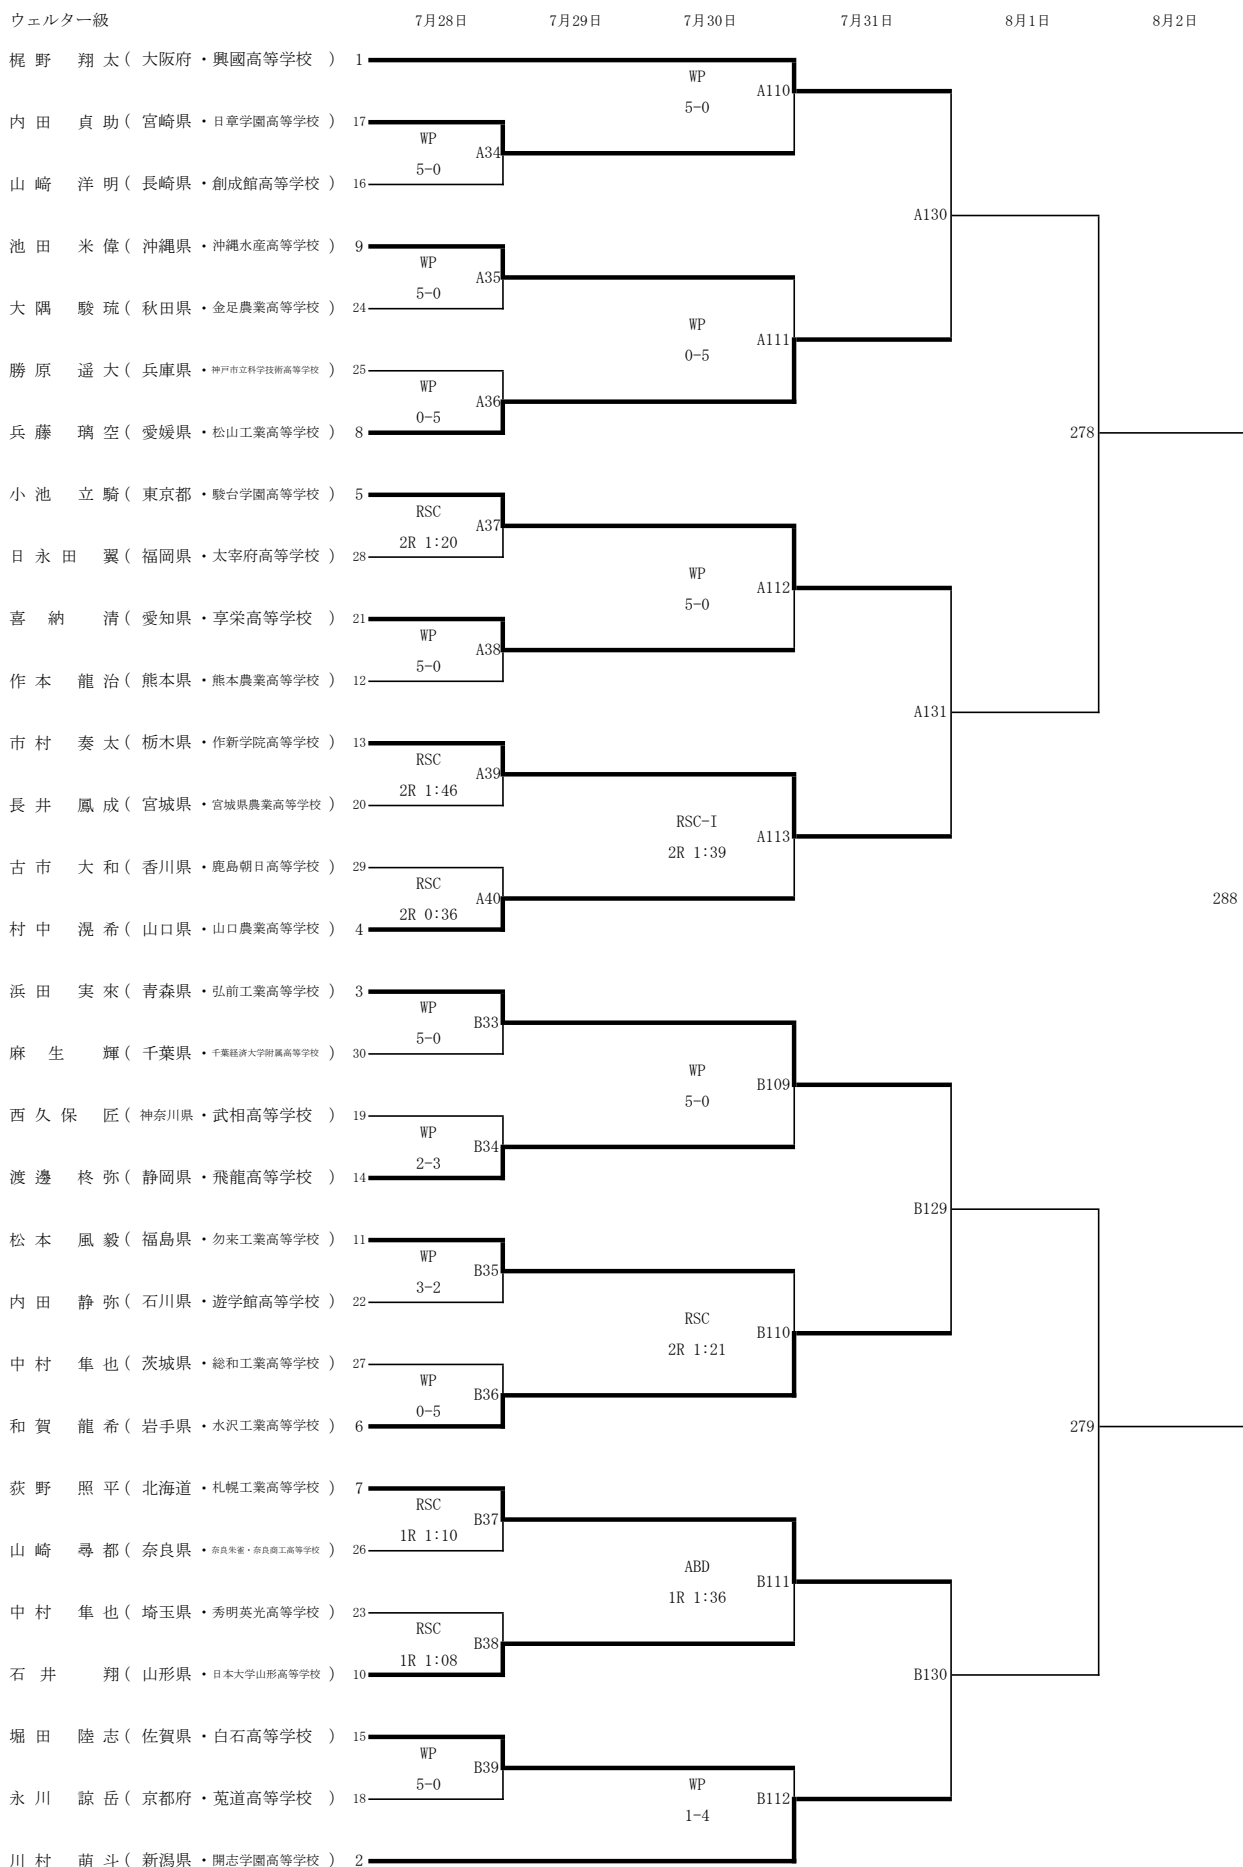 ウェルター級 7月28日 7月29日 7月30日 7月31日 8月1日 8月2日
梶野 翔太 ( 大阪府 ・ 興國高等学校 ) 1
WP
5-0 A110
内田 貞助 ( 宮崎県 ・ 日章学園高等学校 ) 17
WP
5-0 A34
山﨑 洋明 ( 長崎県 ・ 創成館高等学校 ) 16
A130
池田 米偉 ( 沖縄県 ・ 沖縄水産高等学校 ) 9
WP
5-0 A35
大隅 駿琉 ( 秋田県 ・ 金足農業高等学校 ) 24
WP
0-5 A111
勝原 遥大 ( 兵庫県 ・ 神戸市立科学技術高等学校 ) 25
WP
0-5 A36
兵藤 璃空 ( 愛媛県 ・ 松山工業高等学校 ) 8
278
小池 立騎 ( 東京都 ・ 駿台学園高等学校 ) 5
RSC
2R 1:20 A37
日永田 翼 ( 福岡県 ・ 太宰府高等学校 ) 28
WP
5-0 A112
喜納 清 ( 愛知県 ・ 享栄高等学校 ) 21
WP
5-0 A38
作本 龍治 ( 熊本県 ・ 熊本農業高等学校 ) 12
A131
市村 奏太 ( 栃木県 ・ 作新学院高等学校 ) 13
RSC
2R 1:46 A39
長井 鳳成 ( 宮城県 ・ 宮城県農業高等学校 ) 20
RSC-I
2R 1:39 A113
古市 大和 ( 香川県 ・ 鹿島朝日高等学校 ) 29
RSC
2R 0:36 A40
288
村中 滉希 ( 山口県 ・ 山口農業高等学校 ) 4
浜田 実來 ( 青森県 ・ 弘前工業高等学校 ) 3
WP
5-0 B33
麻生 輝 ( 千葉県 ・ 千葉経済大学附属高等学校 ) 30
WP
5-0 B109
西久保 匠 ( 神奈川県 ・ 武相高等学校 ) 19
WP
2-3 B34
渡邊 柊弥 ( 静岡県 ・ 飛龍高等学校 ) 14
B129
松本 風毅 ( 福島県 ・ 勿来工業高等学校 ) 11
WP
3-2 B35
内田 静弥 ( 石川県 ・ 遊学館高等学校 ) 22
RSC
2R 1:21 B110
中村 隼也 ( 茨城県 ・ 総和工業高等学校 ) 27
WP
0-5 B36
和賀 龍希 ( 岩手県 ・ 水沢工業高等学校 ) 6
279
荻野 照平 ( 北海道 ・ 札幌工業高等学校 ) 7
RSC
1R 1:10 B37
山崎 尋都 ( 奈良県 ・ 奈良朱雀・奈良商工高等学校 ) 26
ABD
1R 1:36 B111
中村 隼也 ( 埼玉県 ・ 秀明英光高等学校 ) 23
RSC
1R 1:08 B38
石井 翔 ( 山形県 ・ 日本大学山形高等学校 ) 10
B130
堀田 陸志 ( 佐賀県 ・ 白石高等学校 ) 15
WP
5-0 B39
永川 諒岳 ( 京都府 ・ 莵道高等学校 ) 18
WP
1-4 B112
川村 萌斗 ( 新潟県 ・ 開志学園高等学校 ) 2